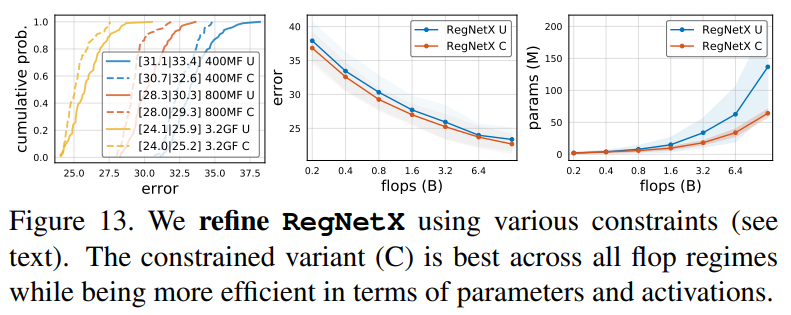 cumulative prob.
1.0
0.8
0.6
0.4
0.2
0.0
[31.1|33.4] 400MF U
[30.7|32.6] 400MF C
[28.3|30.3] 800MF U
[28.0|29.3] 800MF C
[24.1|25.9] 3.2GF U
[24.0|25.2] 3.2GF C
25.0 27.5 30.0 32.5 35.0 37.5
error
error
40
35
30
25
RegNetX U
RegNetX C
0.2 0.4 0.8 1.6 3.2 6.4
flops (B)
params (M)
200
150
100
50
0
RegNetX U
RegNetX C
0.2 0.4 0.8 1.6 3.2 6.4
flops (B)
Figure 13. We refine RegNetX using various constraints (see
text). The constrained variant (C) is best across all flop regimes
while being more efficient in terms of parameters and activations.